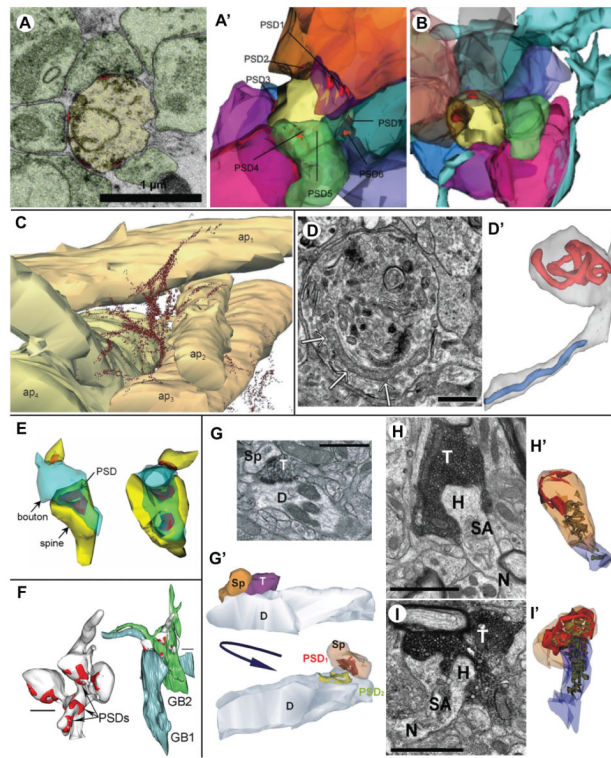 A
1 µm
A'
PSD1
PSD2
PSD3
PSD4
PSD5
PSD6
PSD7
B
C
ap1
ap2
ap3
ap4
D
D'
E
PSD
bouton
spine
F
PSDs
GB2
GB1
G
Sp
T
D
G'
Sp
T
D
Sp
PSD1
PSD2
D
H
T
H
SA
N
H'
I
T
H
SA
N
I'